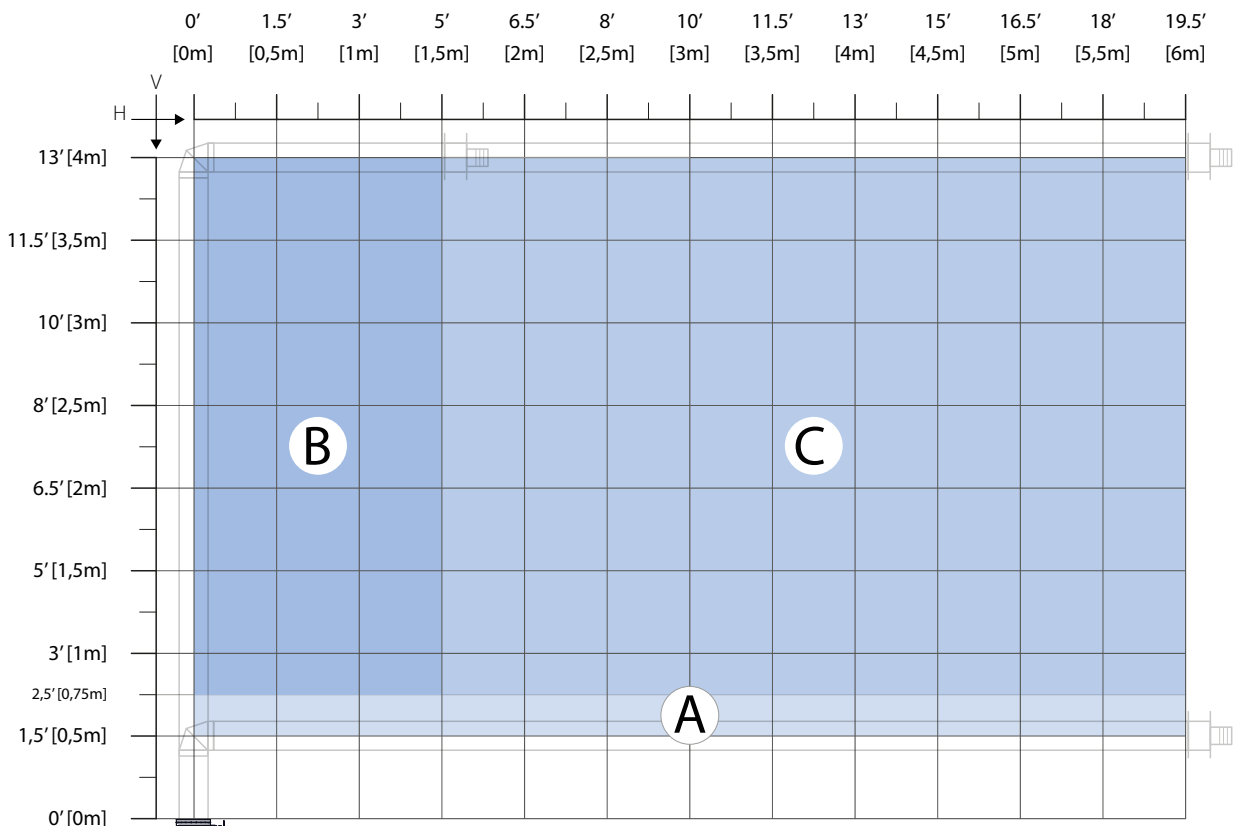 0′ 1.5′ 3′ 5′ 6.5′ 8′ 10′ 11.5′ 13′ 15′ 16.5′ 18′ 19.5′
[0m] [0,5m] [1m] [1,5m] [2m] [2,5m] [3m] [3,5m] [4m] [4,5m] [5m] [5,5m] [6m]
V
H
13′ [4m]
11.5′ [3,5m]
10′ [3m]
8′ [2,5m]
B C
6.5′ [2m]
5′ [1,5m]
3′ [1m]
2,5′ [0,75m]
A
1,5′ [0,5m]
0′ [0m]